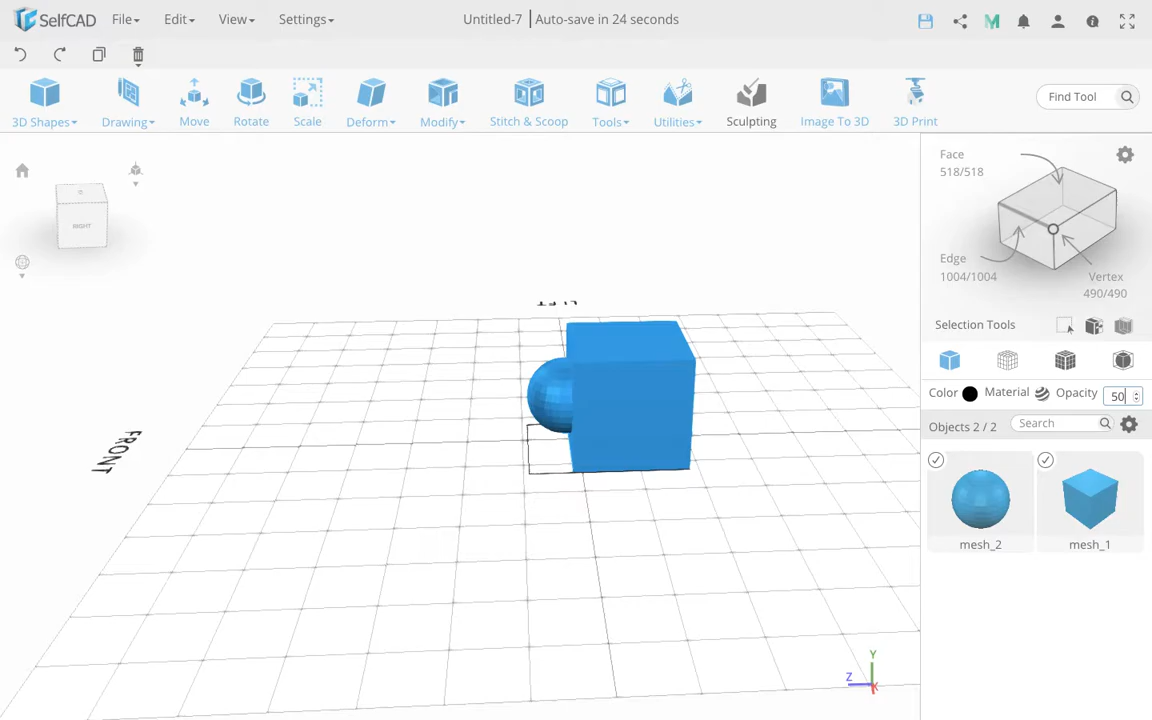 SelfCAD File Edit View Settings Untitled-7 Auto-save in 24 seconds
3D Shapes Drawing Move Rotate Scale Deform Modify Stitch & Scoop Tools Utilities Sculpting Image To 3D 3D Print Find Tool
Face
518/518
RIGHT
Edge
1004/1004
Vertex
490/490
Selection Tools
Color Material Opacity 50
Objects 2 / 2 Search
FRONT
mesh_2 mesh_1
Y
Z X